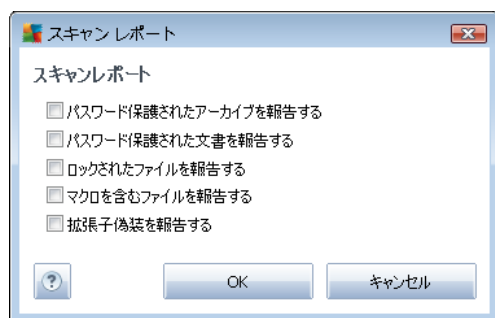 スキャン レポート
スキャンレポート
パスワード保護されたアーカイブを報告する
パスワード保護された文書を報告する
ロックされたファイルを報告する
マクロを含むファイルを報告する
拡張子偽装を報告する
?
OK
キャンセル